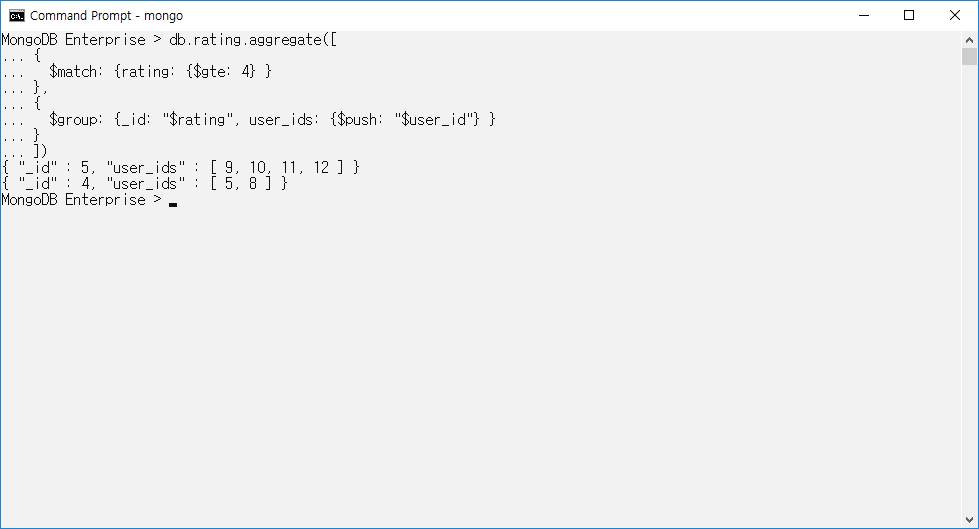 Command Prompt - mongo
MongoDB Enterprise > db.rating.aggregate([
... {
...   $match: {rating: {$gte: 4} }
... },
... {
...   $group: {_id: "$rating", user_ids: {$push: "$user_id"} }
... }
... ])
{ "_id" : 5, "user_ids" : [ 9, 10, 11, 12 ] }
{ "_id" : 4, "user_ids" : [ 5, 8 ] }
MongoDB Enterprise >